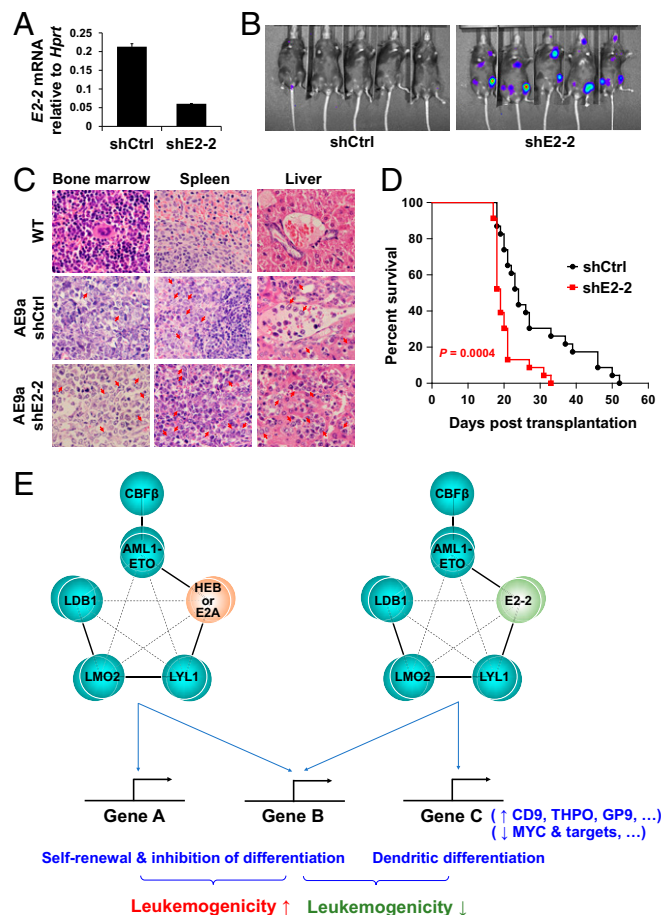 A
E2-2 mRNA
relative to Hprt
0.25
0.2
0.15
0.1
0.05
0
shCtrl
shE2-2
B
shCtrl
shE2-2
C
Bone marrow
Spleen
Liver
WT
AE9a
shCtrl
AE9a
shE2-2
D
Percent survival
100
80
60
40
20
0
shCtrl
shE2-2
P = 0.0004
0
10
20
30
40
50
60
Days post transplantation
E
CBFβ
AML1-
ETO
LDB1
HEB
or
E2A
LMO2
LYL1
CBFβ
AML1-
ETO
LDB1
E2-2
LMO2
LYL1
Gene A
Gene B
Gene C
( ↑ CD9, THPO, GP9, ...)
( ↓ MYC & targets, ...)
Self-renewal & inhibition of differentiation
Dendritic differentiation
Leukemogenicity ↑
Leukemogenicity ↓